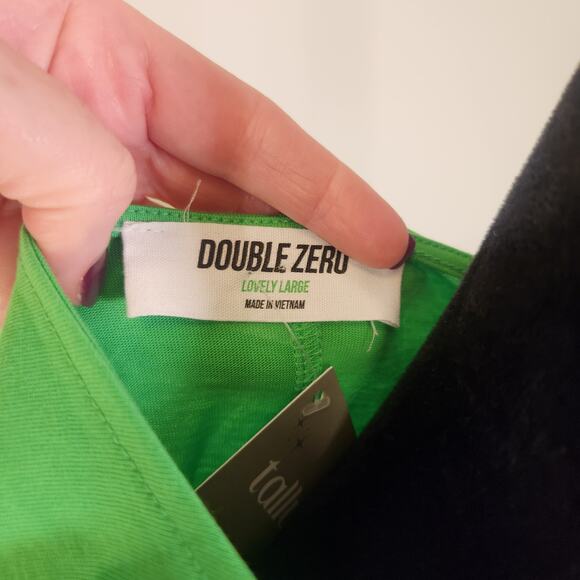 DOUBLE ZERO
LOVELY LARGE
MADE IN VIETNAM